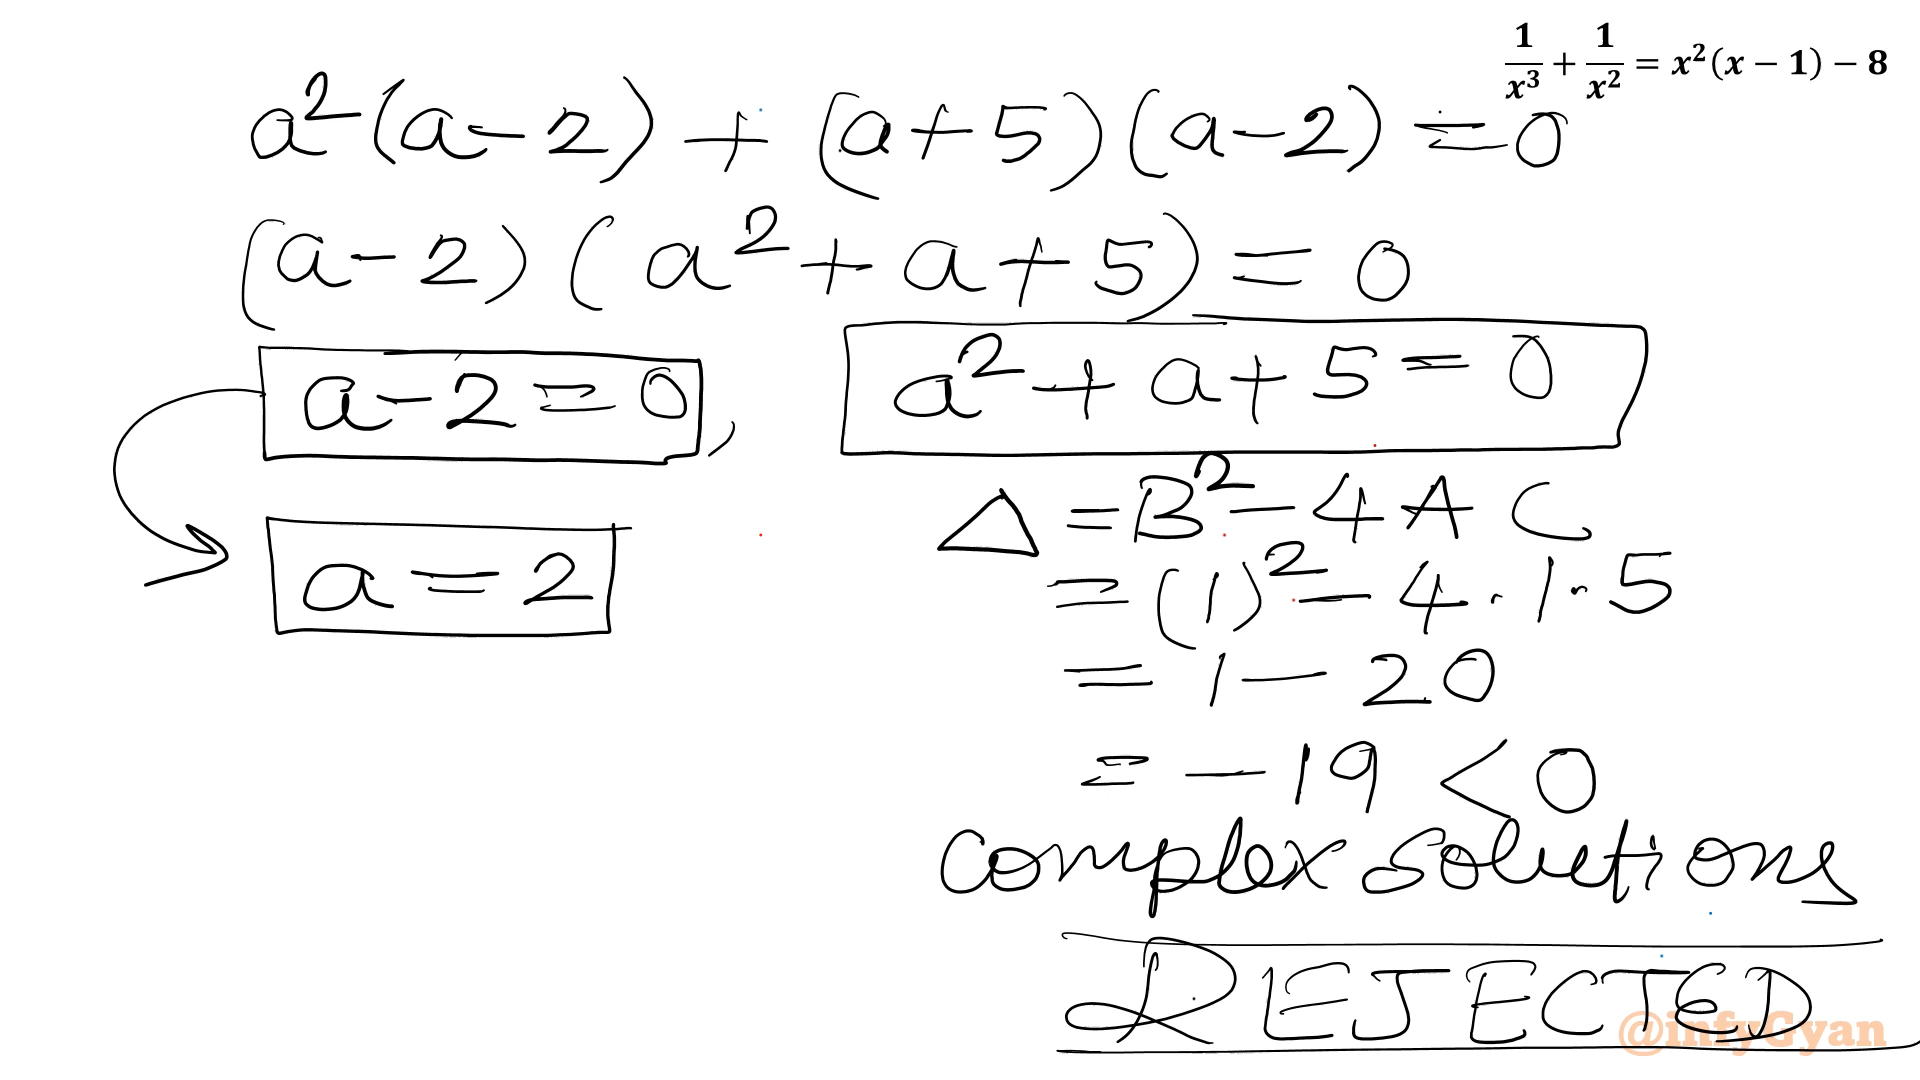 1/x³ + 1/x² = x²(x − 1) − 8
a²(a−2) + (a+5)(a−2) = 0
(a−2)(a²+a+5) = 0
a−2=0, a²+a+5=0
a=2
Δ = B²−4AC
= (1)²−4·1·5
= 1−20
= −19 < 0
complex solutions
REJECTED
@infyGyan